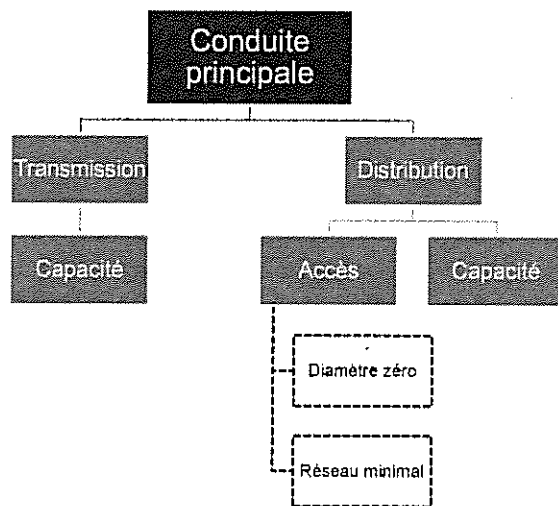 Conduite
principale
Transmission
Distribution
Capacité
Accès
Capacité
Diamètre zéro
Réseau minimal